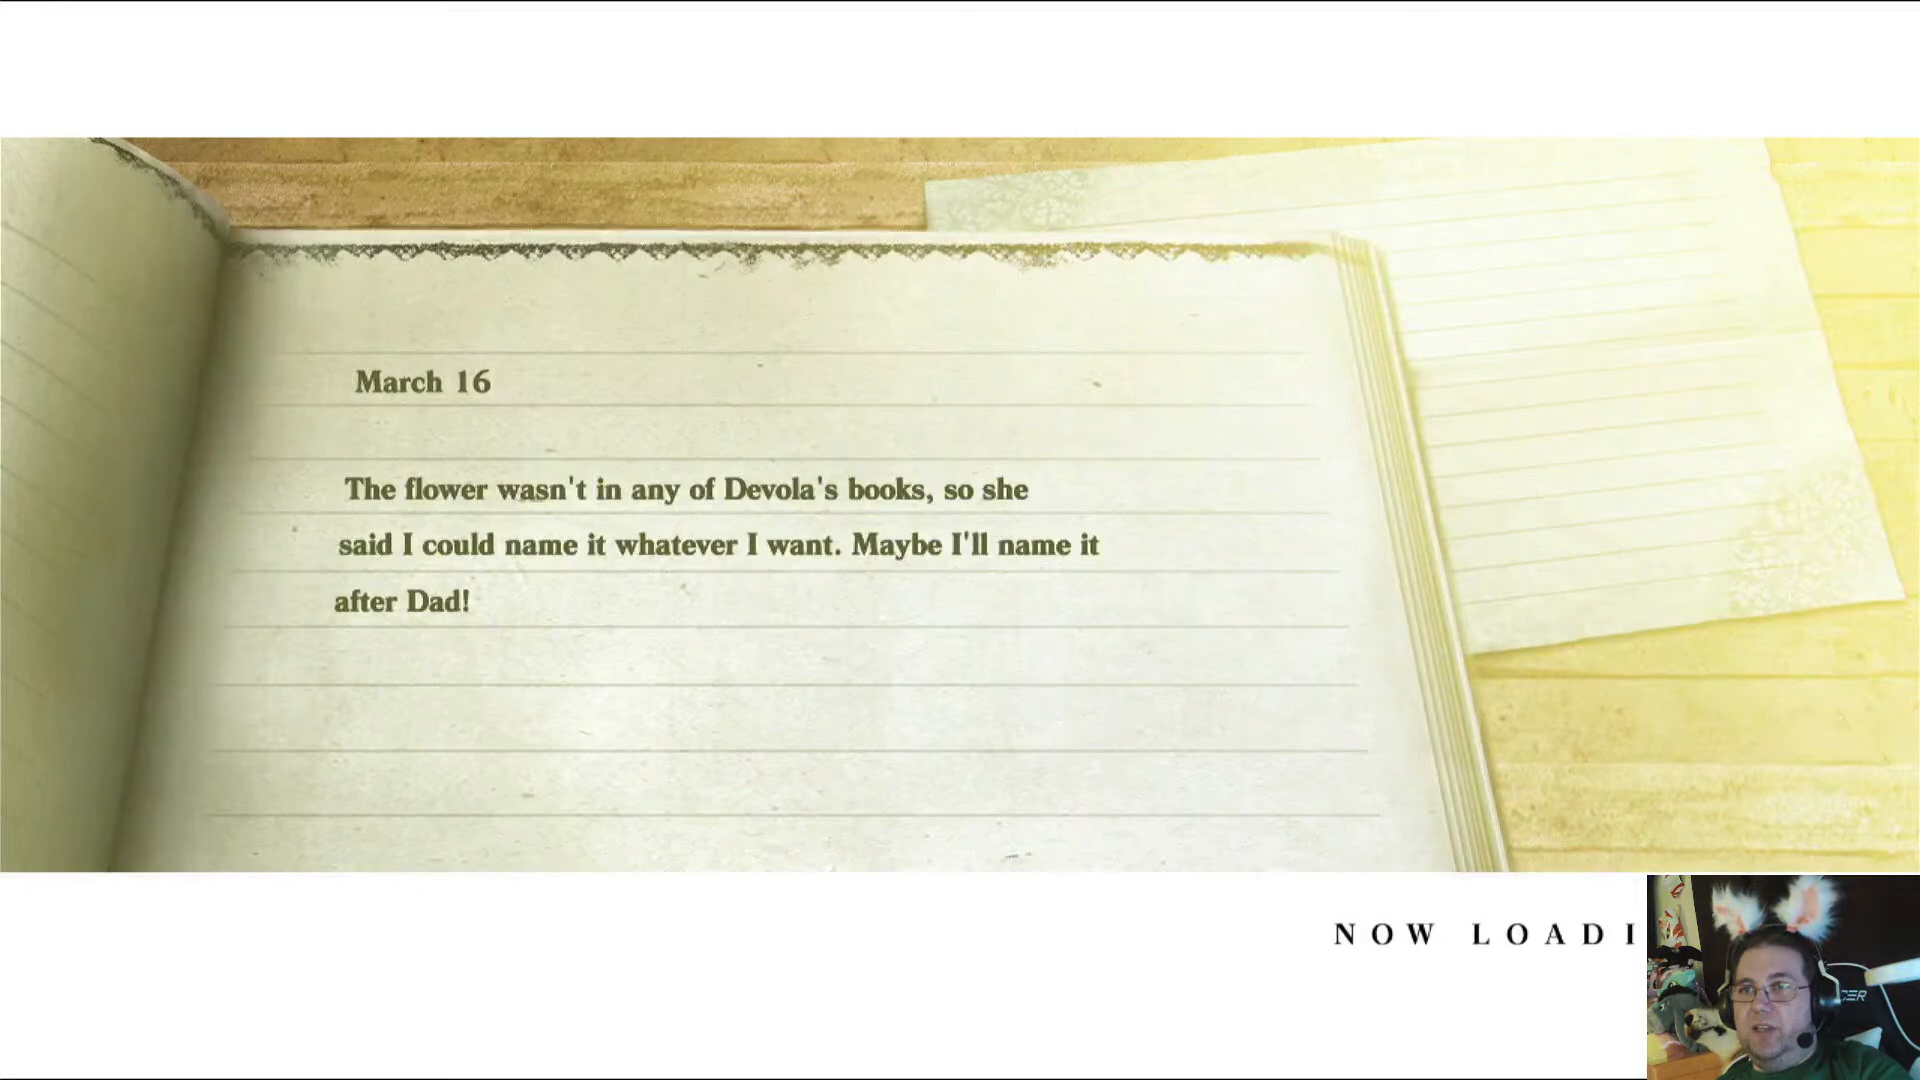 March 16
The flower wasn't in any of Devola's books, so she
said I could name it whatever I want. Maybe I'll name it
after Dad!
NOW LOADI